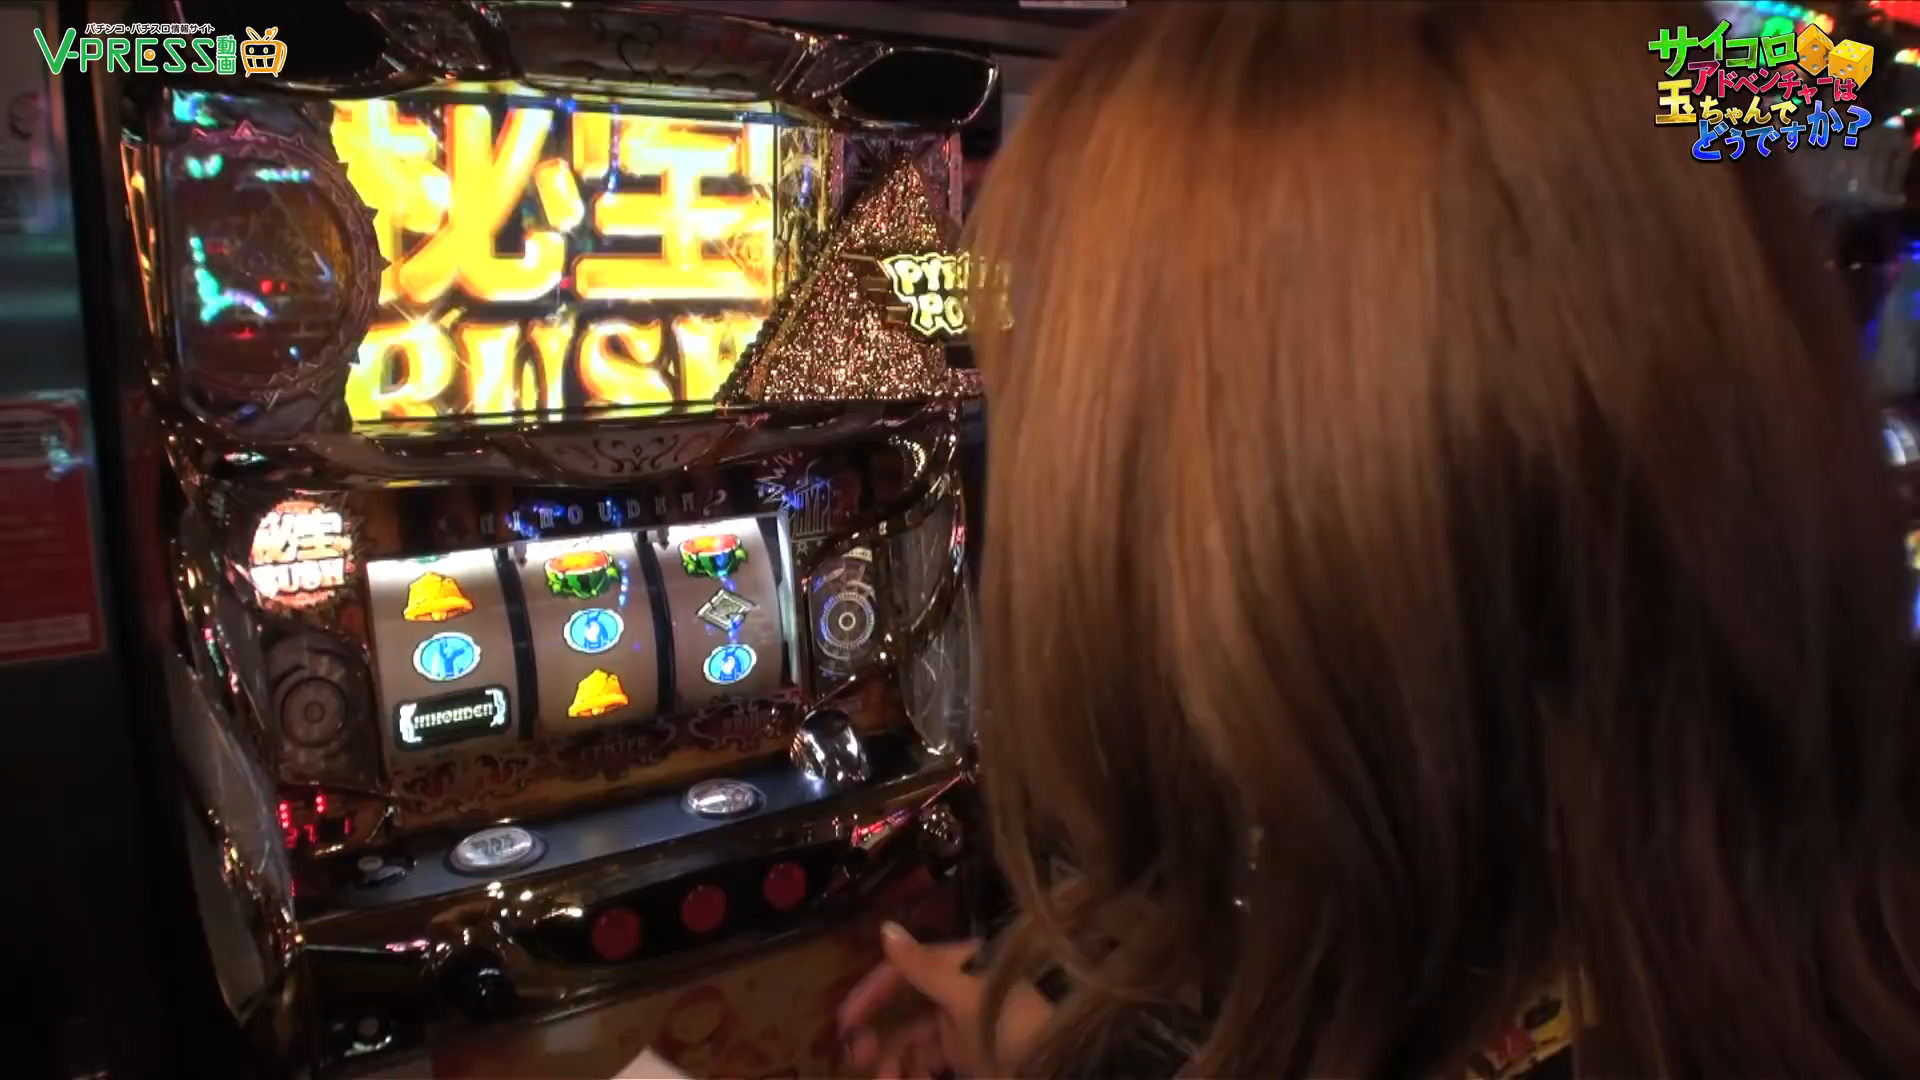 パチンコ・パチスロ情報サイト
V-PRESS動画
サイコロ
アドベンチャーは
玉ちゃんで
どうですか?
秘宝
RUSH
秘宝
RUSH
HIHOUDEN